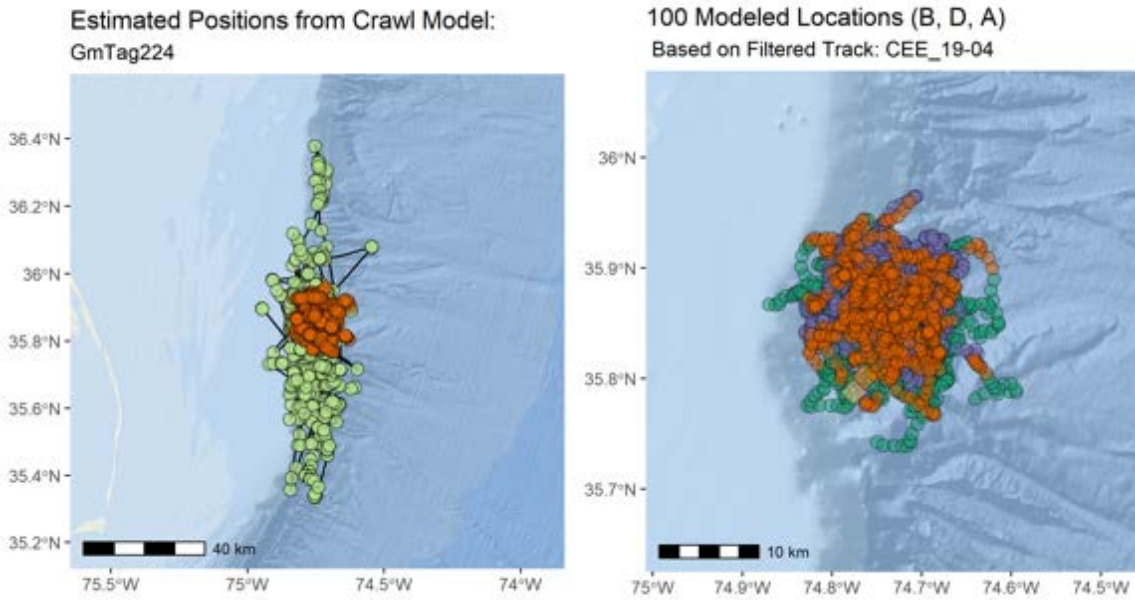 Estimated Positions from Crawl Model:
GmTag224
36.4°N
36.2°N
36°N
35.8°N
35.6°N
35.4°N
35.2°N
40 km
75.5°W
75°W
74.5°W
74°W
100 Modeled Locations (B, D, A)
Based on Filtered Track: CEE_19-04
36°N
35.9°N
35.8°N
35.7°N
10 km
75°W
74.9°W
74.8°W
74.7°W
74.6°W
74.5°W